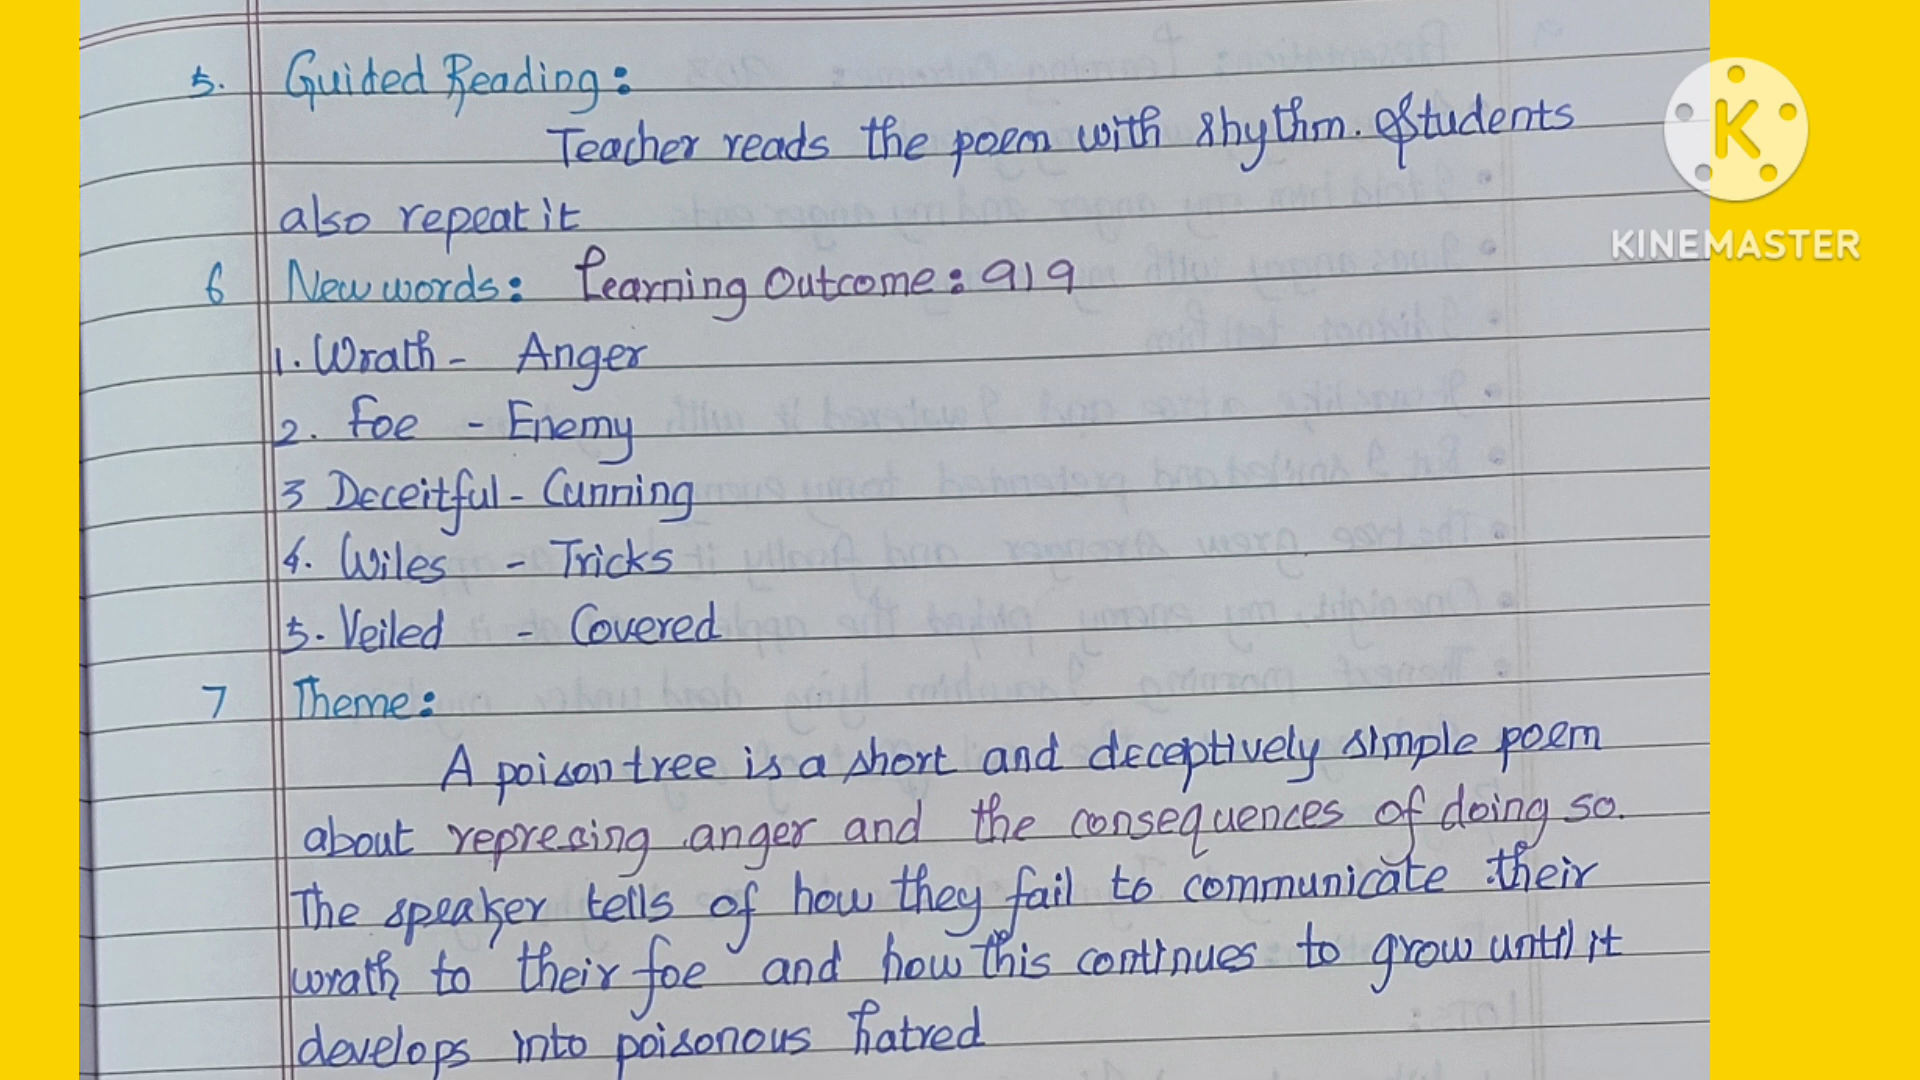 5. Guided Reading:
Teacher reads the poem with rhythm. Students
also repeat it
6 New words: Learning Outcome: 919
1. Wrath - Anger
2. Foe - Enemy
3 Deceitful - Cunning
4. Wiles - Tricks
5. Veiled - Covered
7 Theme:
A poison tree is a short and deceptively simple poem
about represing anger and the consequences of doing so.
The speaker tells of how they fail to communicate their
wrath to their foe and how this continues to grow until it
develops into poisonous hatred
K
KINEMASTER